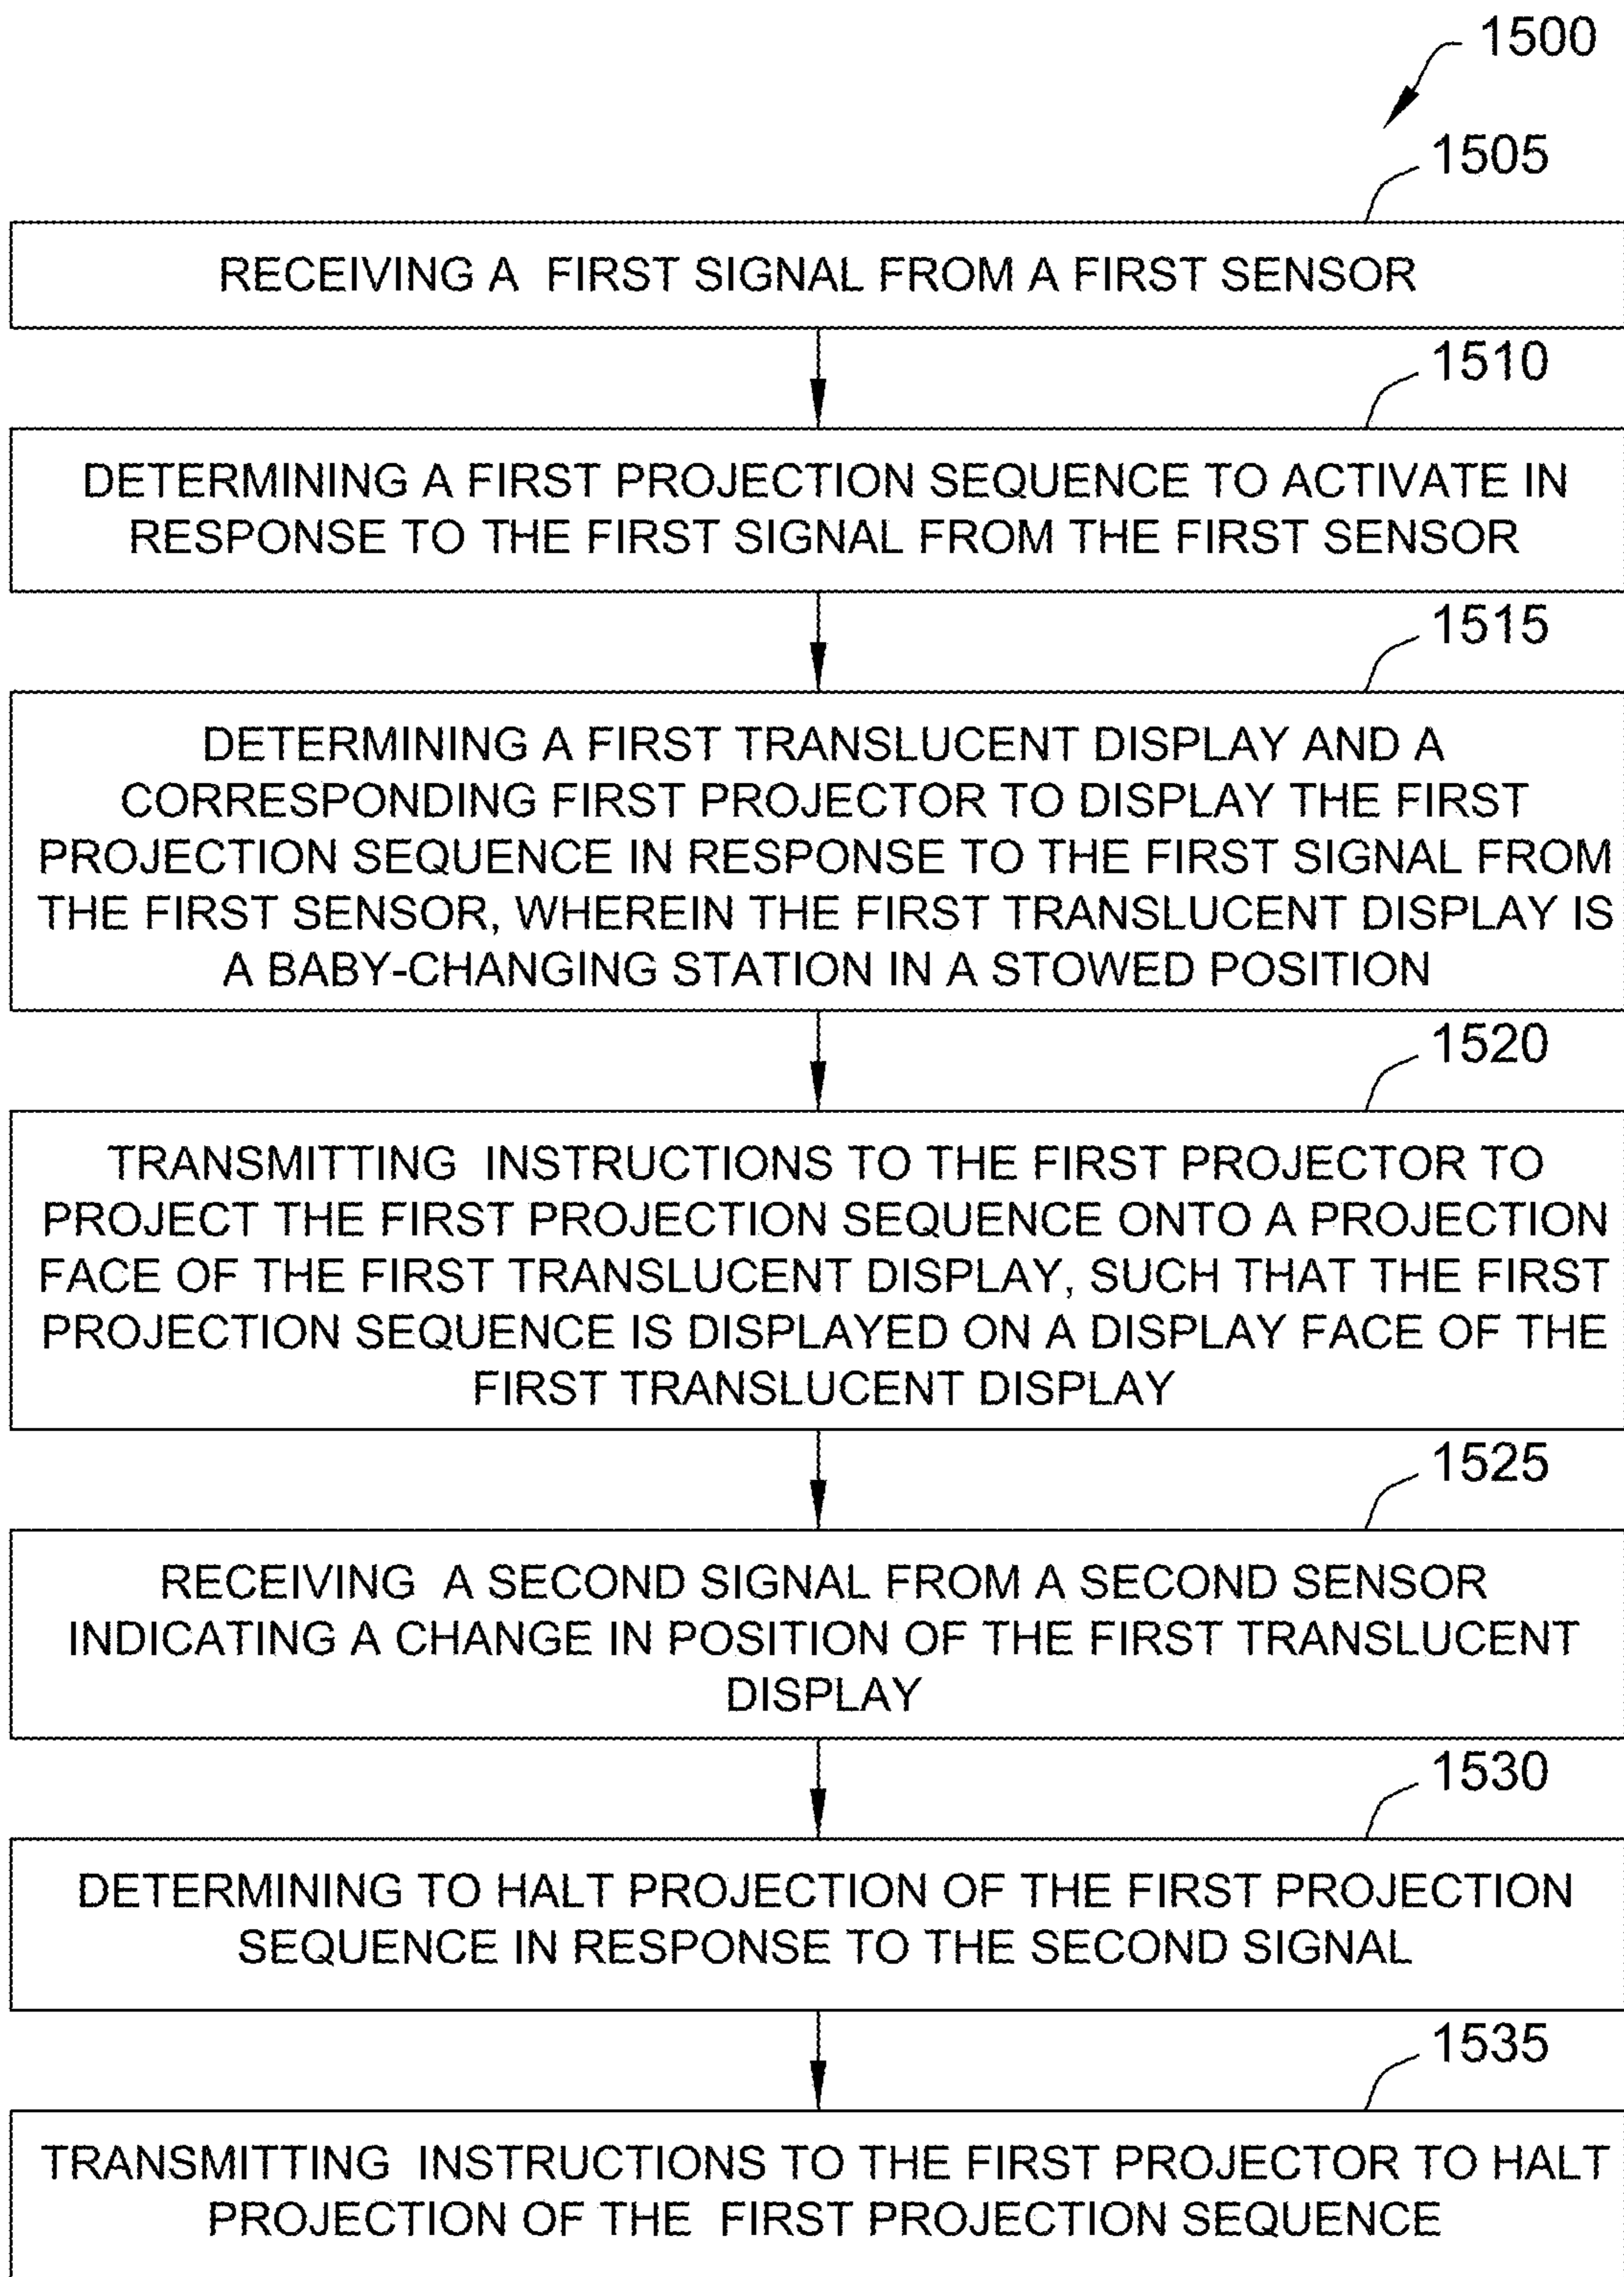 1500
1505
RECEIVING A FIRST SIGNAL FROM A FIRST SENSOR
1510
DETERMINING A FIRST PROJECTION SEQUENCE TO ACTIVATE IN
RESPONSE TO THE FIRST SIGNAL FROM THE FIRST SENSOR
1515
DETERMINING A FIRST TRANSLUCENT DISPLAY AND A
CORRESPONDING FIRST PROJECTOR TO DISPLAY THE FIRST
PROJECTION SEQUENCE IN RESPONSE TO THE FIRST SIGNAL FROM
THE FIRST SENSOR, WHEREIN THE FIRST TRANSLUCENT DISPLAY IS
A BABY-CHANGING STATION IN A STOWED POSITION
1520
TRANSMITTING INSTRUCTIONS TO THE FIRST PROJECTOR TO
PROJECT THE FIRST PROJECTION SEQUENCE ONTO A PROJECTION
FACE OF THE FIRST TRANSLUCENT DISPLAY, SUCH THAT THE FIRST
PROJECTION SEQUENCE IS DISPLAYED ON A DISPLAY FACE OF THE
FIRST TRANSLUCENT DISPLAY
1525
RECEIVING A SECOND SIGNAL FROM A SECOND SENSOR
INDICATING A CHANGE IN POSITION OF THE FIRST TRANSLUCENT
DISPLAY
1530
DETERMINING TO HALT PROJECTION OF THE FIRST PROJECTION
SEQUENCE IN RESPONSE TO THE SECOND SIGNAL
1535
TRANSMITTING INSTRUCTIONS TO THE FIRST PROJECTOR TO HALT
PROJECTION OF THE FIRST PROJECTION SEQUENCE